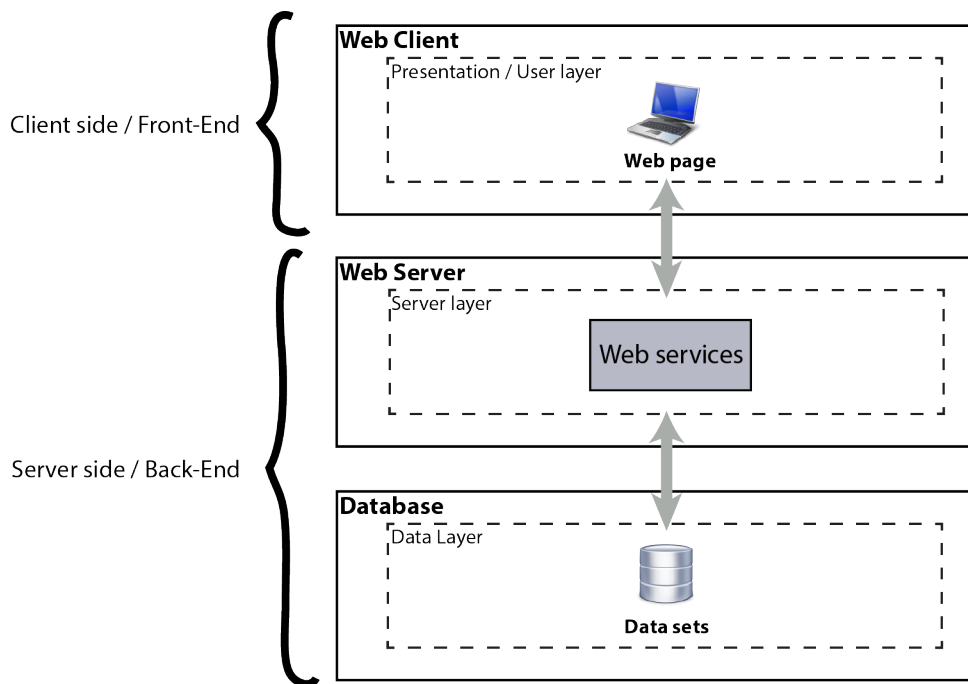 Web Client
Presentation / User layer
Client side / Front-End
Web page
Web Server
Server layer
Web services
Server side / Back-End
Database
Data Layer
Data sets